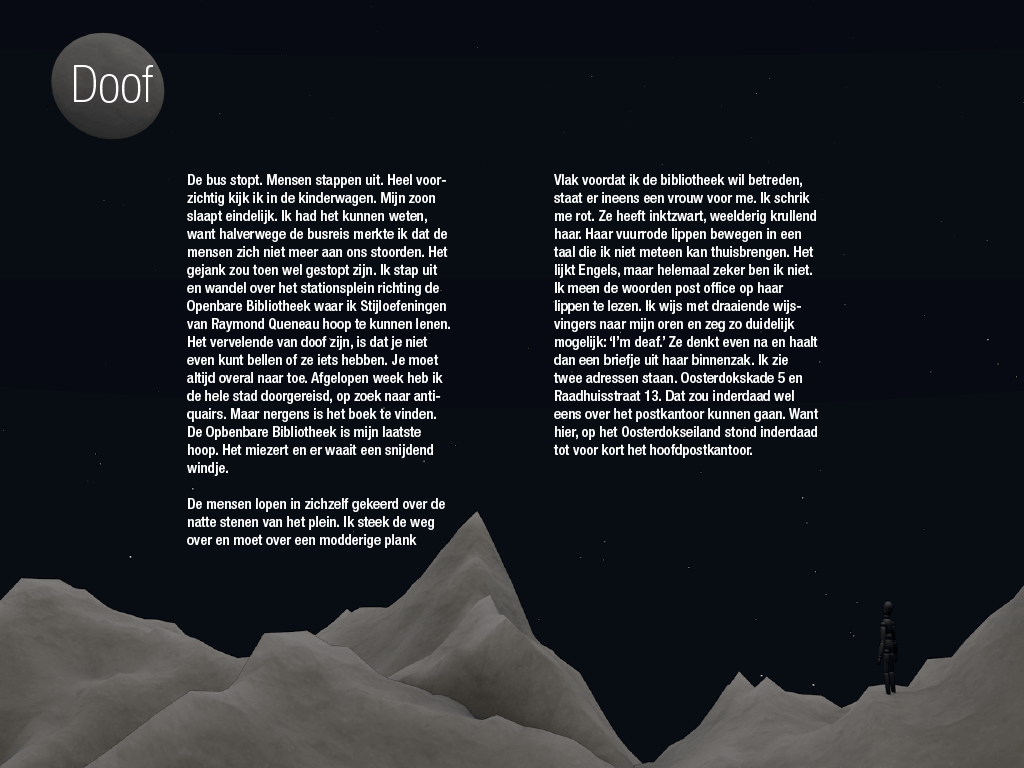 Doof
De bus stopt. Mensen stappen uit. Heel voor-
zichtig kijk ik in de kinderwagen. Mijn zoon
slaapt eindelijk. Ik had het kunnen weten,
want halverwege de busreis merkte ik dat de
mensen zich niet meer aan ons stoorden. Het
gejank zou toen wel gestopt zijn. Ik stap uit
en wandel over het stationsplein richting de
Openbare Bibliotheek waar ik Stijloefeningen
van Raymond Queneau hoop te kunnen lenen.
Het vervelende van doof zijn, is dat je niet
even kunt bellen of ze iets hebben. Je moet
altijd overal naar toe. Afgelopen week heb ik
de hele stad doorgereisd, op zoek naar anti-
quairs. Maar nergens is het boek te vinden.
De Opbenbare Bibliotheek is mijn laatste
hoop. Het miezert en er waait een snijdend
windje.
De mensen lopen in zichzelf gekeerd over de
natte stenen van het plein. Ik steek de weg
over en moet over een modderige plank
Vlak voordat ik de bibliotheek wil betreden,
staat er ineens een vrouw voor me. Ik schrik
me rot. Ze heeft inktzwart, weelderig krullend
haar. Haar vuurrode lippen bewegen in een
taal die ik niet meteen kan thuisbrengen. Het
lijkt Engels, maar helemaal zeker ben ik niet.
Ik meen de woorden post office op haar
lippen te lezen. Ik wijs met draaiende wijs-
vingers naar mijn oren en zeg zo duidelijk
mogelijk: ‘I’m deaf.’ Ze denkt even na en haalt
dan een briefje uit haar binnenzak. Ik zie
twee adressen staan. Oosterdokskade 5 en
Raadhuisstraat 13. Dat zou inderdaad wel
eens over het postkantoor kunnen gaan. Want
hier, op het Oosterdokseiland stond inderdaad
tot voor kort het hoofdpostkantoor.